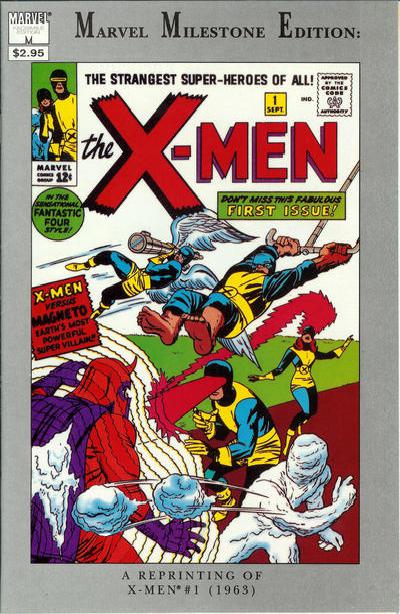 MARVEL
M
$2.95
MARVEL MILESTONE EDITION:
THE STRANGEST SUPER-HEROES OF ALL!
1
SEPT.
IND.
APPROVED
BY THE
COMICS
CODE
AUTHORITY
the X-MEN
MARVEL
COMICS
GROUP
12¢
IN THE
SENSATIONAL
FANTASTIC
FOUR
STYLE!
DON'T MISS THIS FABULOUS
FIRST ISSUE!
X-MEN
VERSUS
MAGNETO
EARTH'S MOST
POWERFUL
SUPER VILLAIN!!
A REPRINTING OF
X-MEN® #1 (1963)